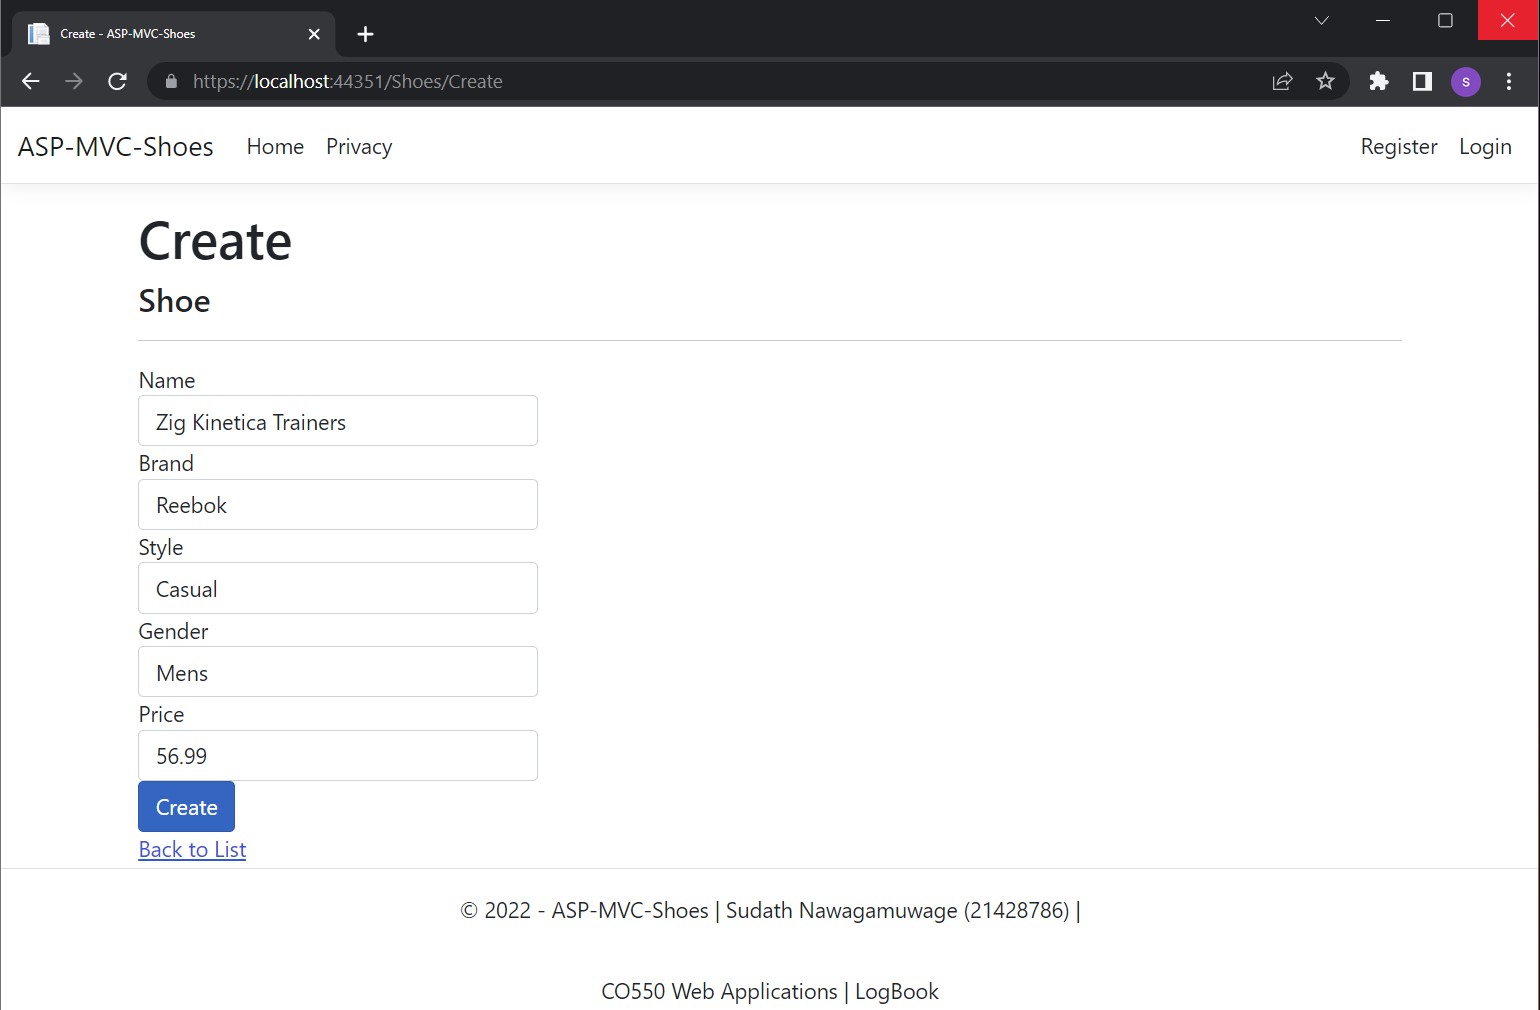 Create - ASP-MVC-Shoes
https://localhost:44351/Shoes/Create
S
ASP-MVC-Shoes Home Privacy Register Login
Create
Shoe
Name
Zig Kinetica Trainers
Brand
Reebok
Style
Casual
Gender
Mens
Price
56.99
Create
Back to List
© 2022 - ASP-MVC-Shoes | Sudath Nawagamuwage (21428786) |
CO550 Web Applications | LogBook